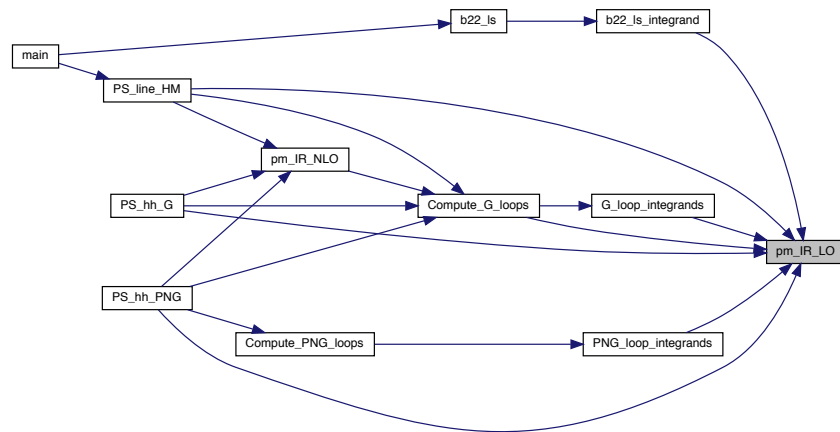 b22_ls
b22_ls_integrand
main
PS_line_HM
pm_IR_NLO
PS_hh_G
Compute_G_loops
G_loop_integrands
pm_IR_LO
PS_hh_PNG
Compute_PNG_loops
PNG_loop_integrands